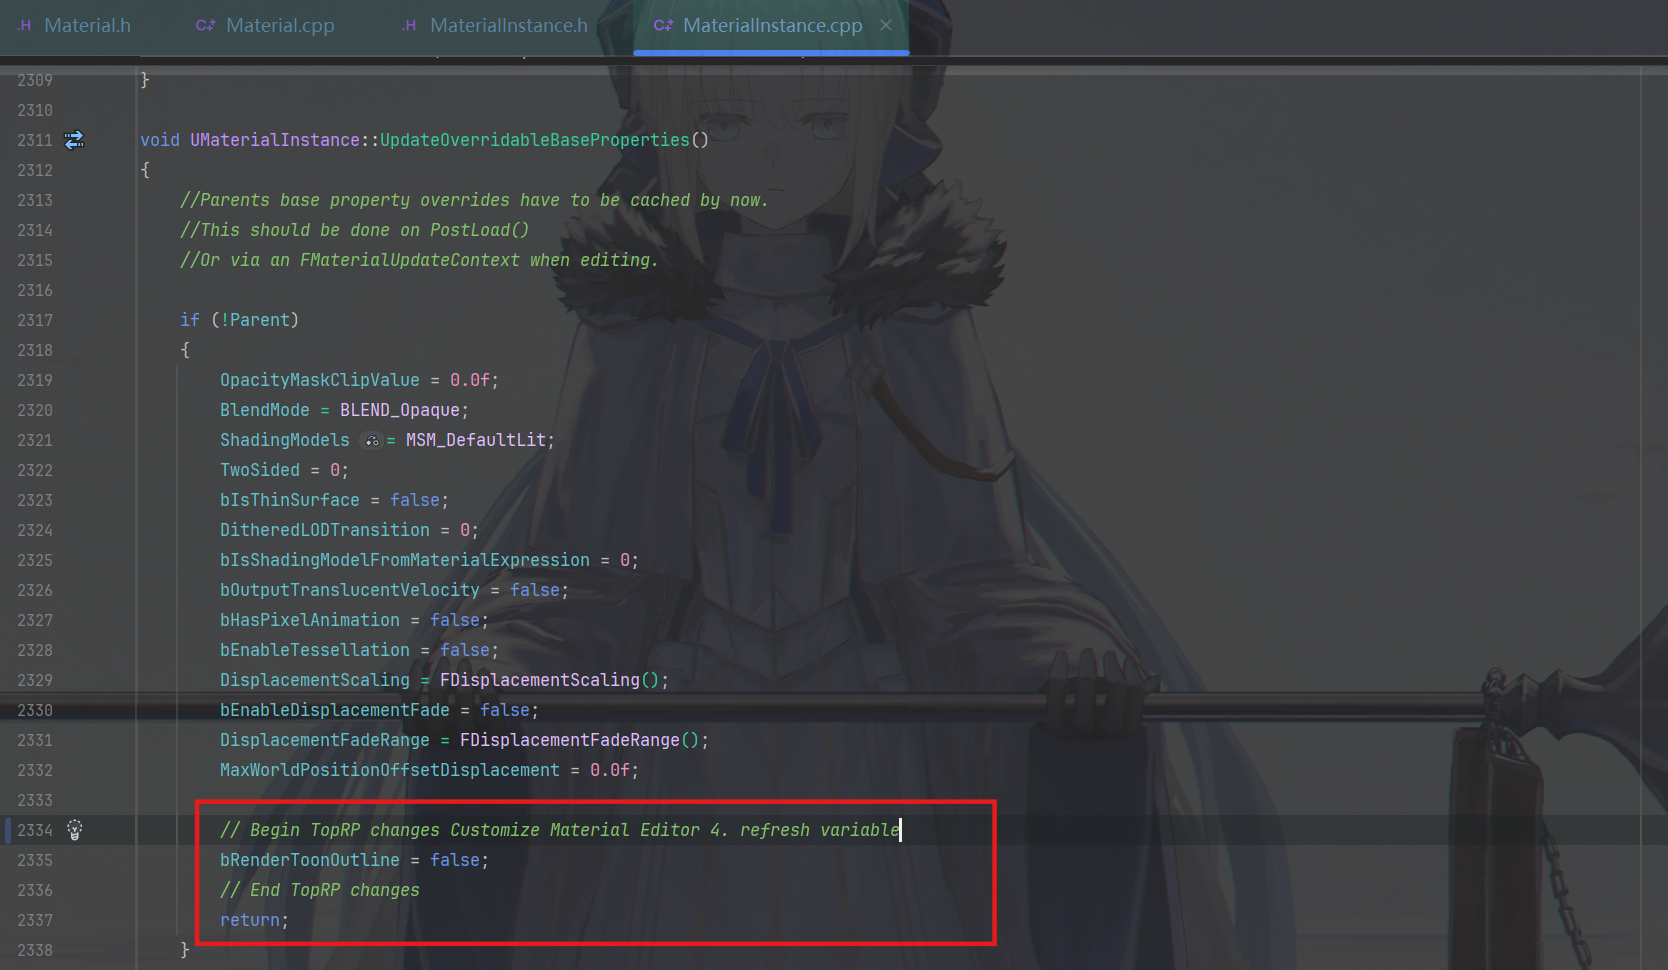 .H Material.h C++ Material.cpp .H MaterialInstance.h C++ MaterialInstance.cpp ×
2309 }
2310
2311 void UMaterialInstance::UpdateOverridableBaseProperties()
2312 {
2313 //Parents base property overrides have to be cached by now.
2314 //This should be done on PostLoad()
2315 //Or via an FMaterialUpdateContext when editing.
2316
2317 if (!Parent)
2318 {
2319 OpacityMaskClipValue = 0.0f;
2320 BlendMode = BLEND_Opaque;
2321 ShadingModels = MSM_DefaultLit;
2322 TwoSided = 0;
2323 bIsThinSurface = false;
2324 DitheredLODTransition = 0;
2325 bIsShadingModelFromMaterialExpression = 0;
2326 bOutputTranslucentVelocity = false;
2327 bHasPixelAnimation = false;
2328 bEnableTessellation = false;
2329 DisplacementScaling = FDisplacementScaling();
2330 bEnableDisplacementFade = false;
2331 DisplacementFadeRange = FDisplacementFadeRange();
2332 MaxWorldPositionOffsetDisplacement = 0.0f;
2333
2334 // Begin TopRP changes Customize Material Editor 4. refresh variable
2335 bRenderToonOutline = false;
2336 // End TopRP changes
2337 return;
2338 }